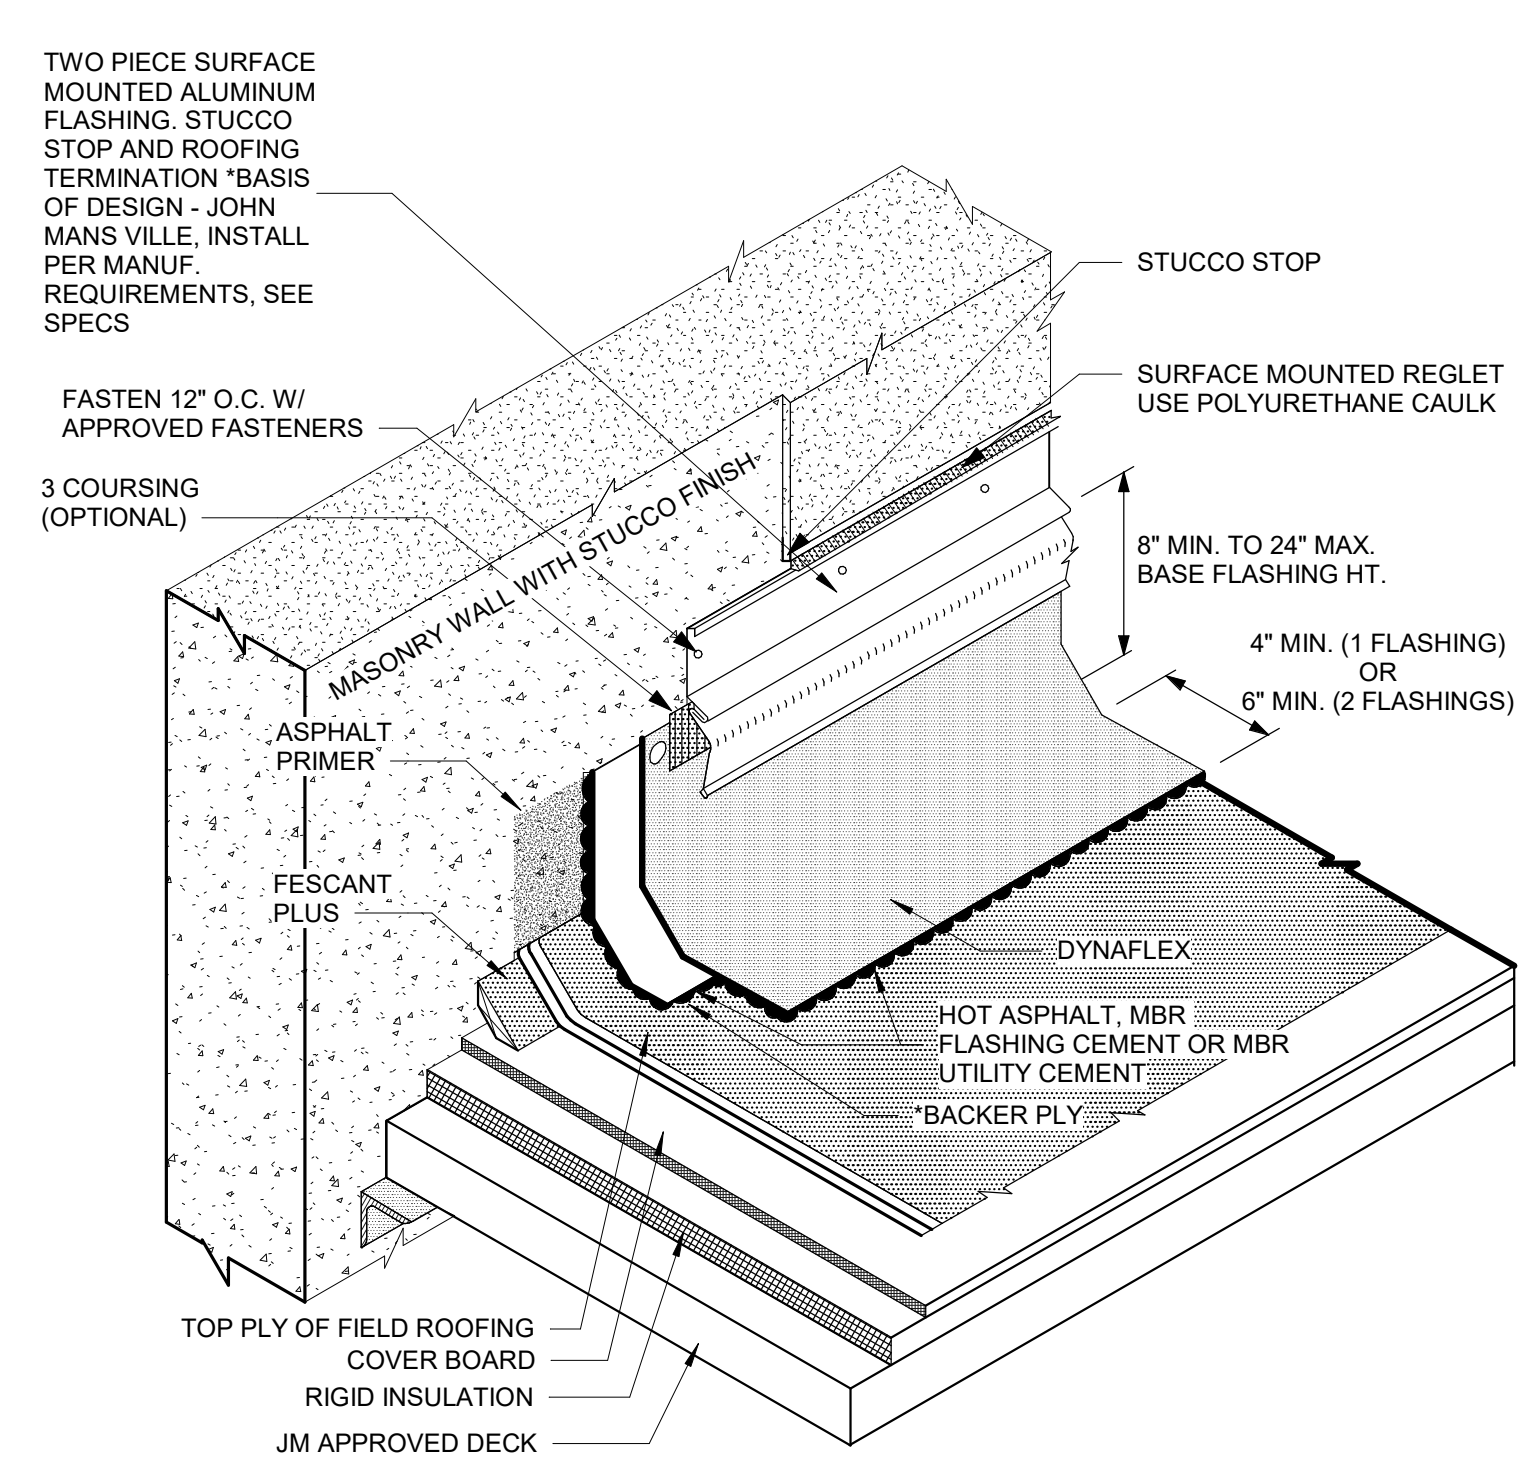 TWO PIECE SURFACE
MOUNTED ALUMINUM
FLASHING. STUCCO
STOP AND ROOFING
TERMINATION *BASIS
OF DESIGN - JOHN
MANS VILLE, INSTALL
PER MANUF.
REQUIREMENTS, SEE
SPECS
FASTEN 12" O.C. W/
APPROVED FASTENERS
3 COURSING
(OPTIONAL)
STUCCO STOP
SURFACE MOUNTED REGLET
USE POLYURETHANE CAULK
8" MIN. TO 24" MAX.
BASE FLASHING HT.
4" MIN. (1 FLASHING)
OR
6" MIN. (2 FLASHINGS)
MASONRY WALL WITH STUCCO FINISH
ASPHALT
PRIMER
FESCANT
PLUS
DYNAFLEX
HOT ASPHALT, MBR
FLASHING CEMENT OR MBR
UTILITY CEMENT
*BACKER PLY
TOP PLY OF FIELD ROOFING
COVER BOARD
RIGID INSULATION
JM APPROVED DECK